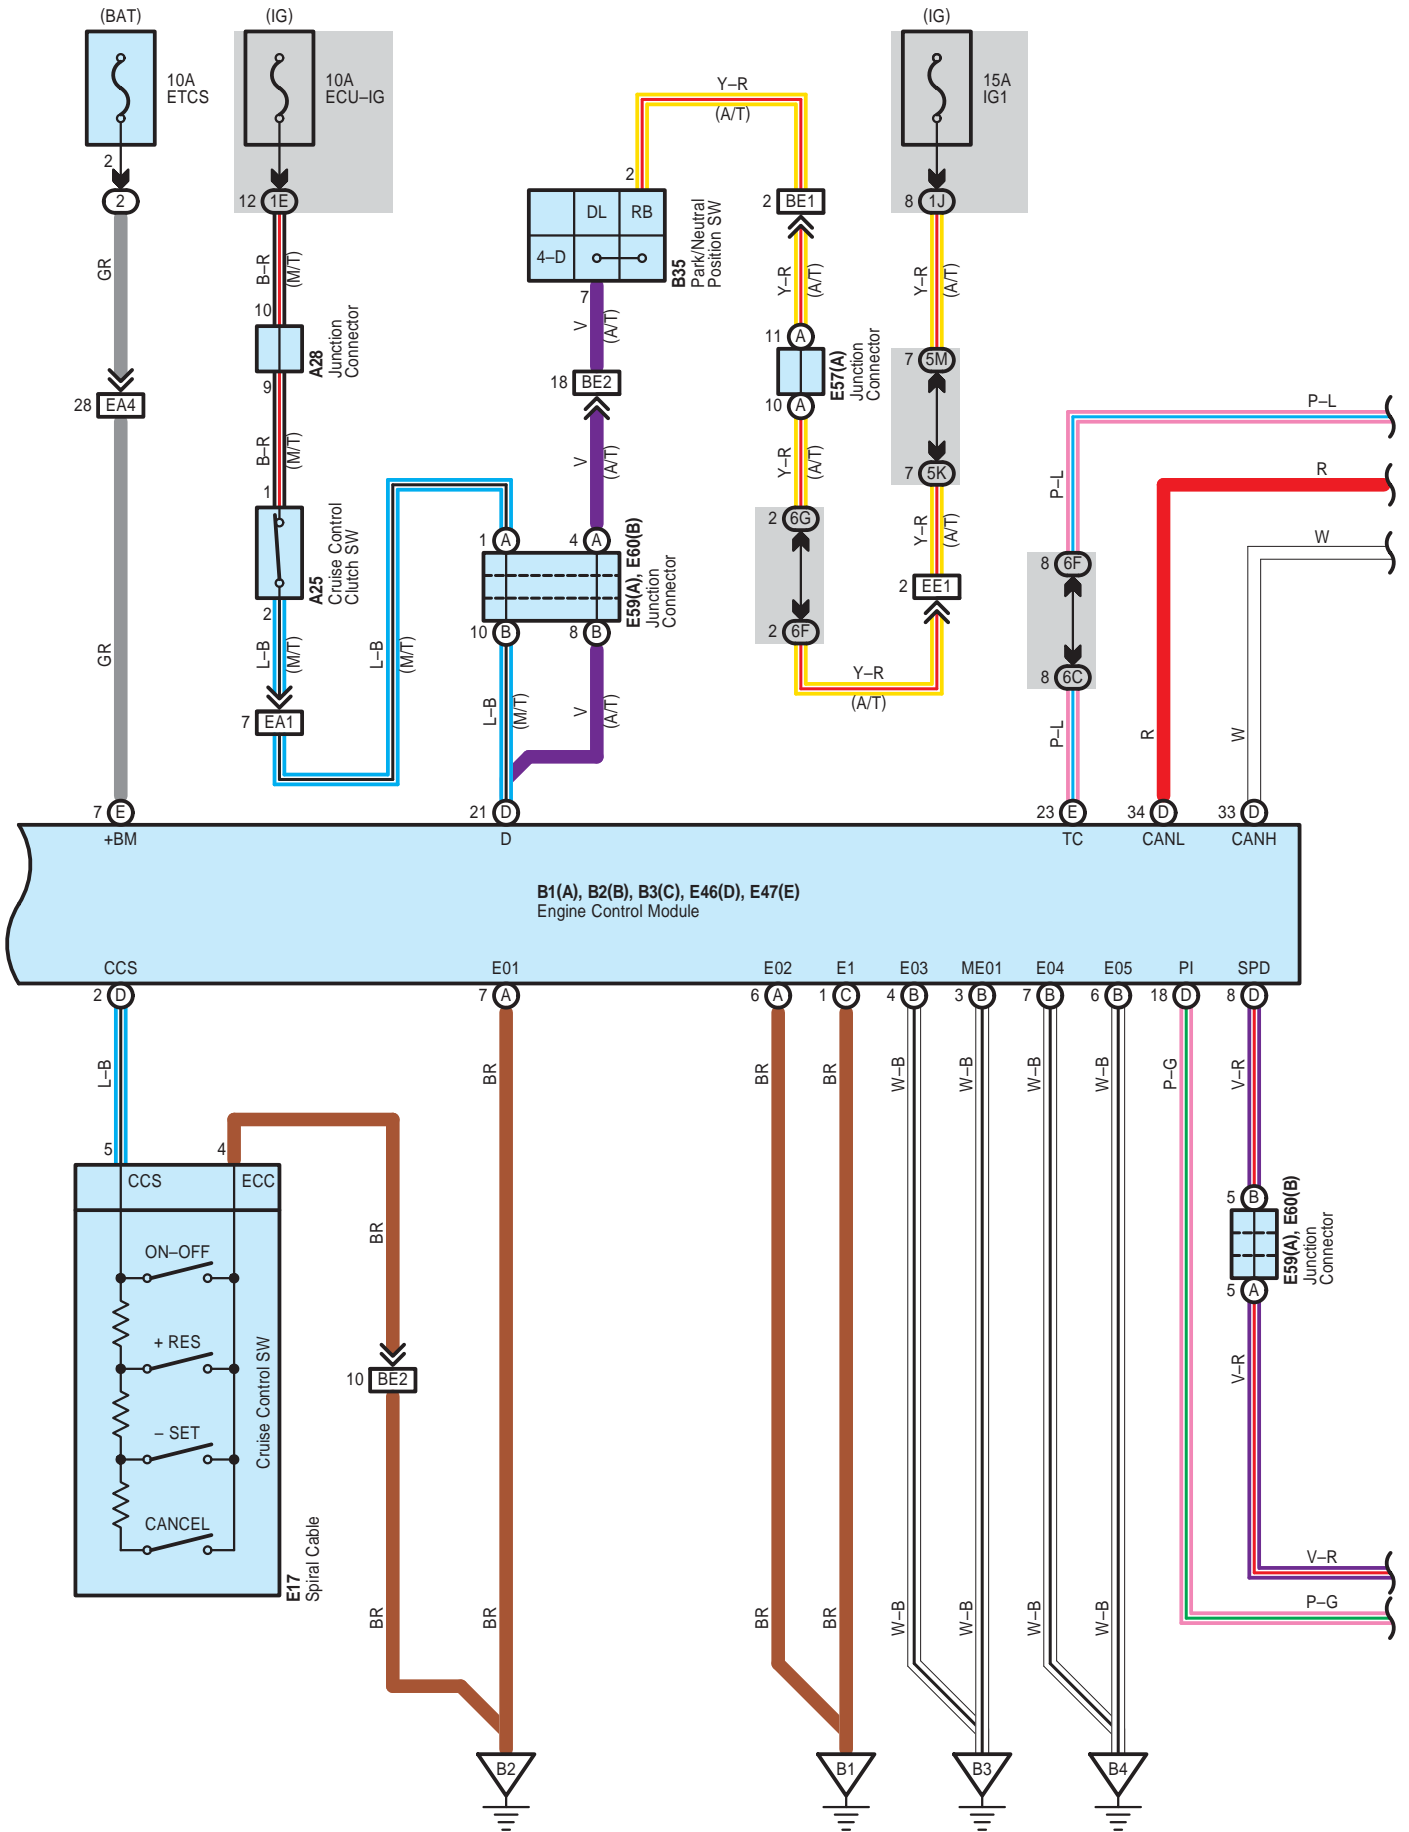 (BAT)
(IG)
(IG)
10A
ETCS
10A
ECU–IG
15A
IG1
Y–R
(A/T)
2
2
12
1E
2
DL
RB
4–D
B35
Park/Neutral
Position SW
7
2
BE1
8
1J
GR
B–R
(M/T)
V
(A/T)
Y–R
(A/T)
Y–R
(A/T)
10
A28
Junction
Connector
9
28
EA4
18
BE2
11
A
E57(A)
Junction
Connector
10
A
7
5M
7
5K
P–L
R
W
B–R
(M/T)
1
A25
Cruise Control
Clutch SW
2
V
(A/T)
Y–R
(A/T)
2
6G
2
6F
Y–R
(A/T)
2
EE1
P–L
8
6F
8
6C
1
A
4
A
E59(A), E60(B)
Junction
Connector
10
B
8
B
GR
L–B
(M/T)
L–B
(M/T)
7
EA1
L–B
(M/T)
V
(A/T)
Y–R
(A/T)
P–L
R
W
7
E
21
D
23
E
34
D
33
D
+BM
D
TC
CANL
CANH
B1(A), B2(B), B3(C), E46(D), E47(E)
Engine Control Module
CCS
E01
E02
E1
E03
ME01
E04
E05
PI
SPD
2
D
7
A
6
A
1
C
4
B
3
B
7
B
6
B
18
D
8
D
L–B
BR
BR
BR
W–B
W–B
W–B
W–B
P–G
V–R
5
4
CCS
ECC
ON–OFF
+ RES
– SET
CANCEL
Cruise Control SW
E17
Spiral Cable
BR
10
BE2
5
B
E59(A), E60(B)
Junction
Connector
5
A
V–R
BR
BR
BR
BR
W–B
W–B
W–B
W–B
V–R
P–G
B2
B1
B3
B4